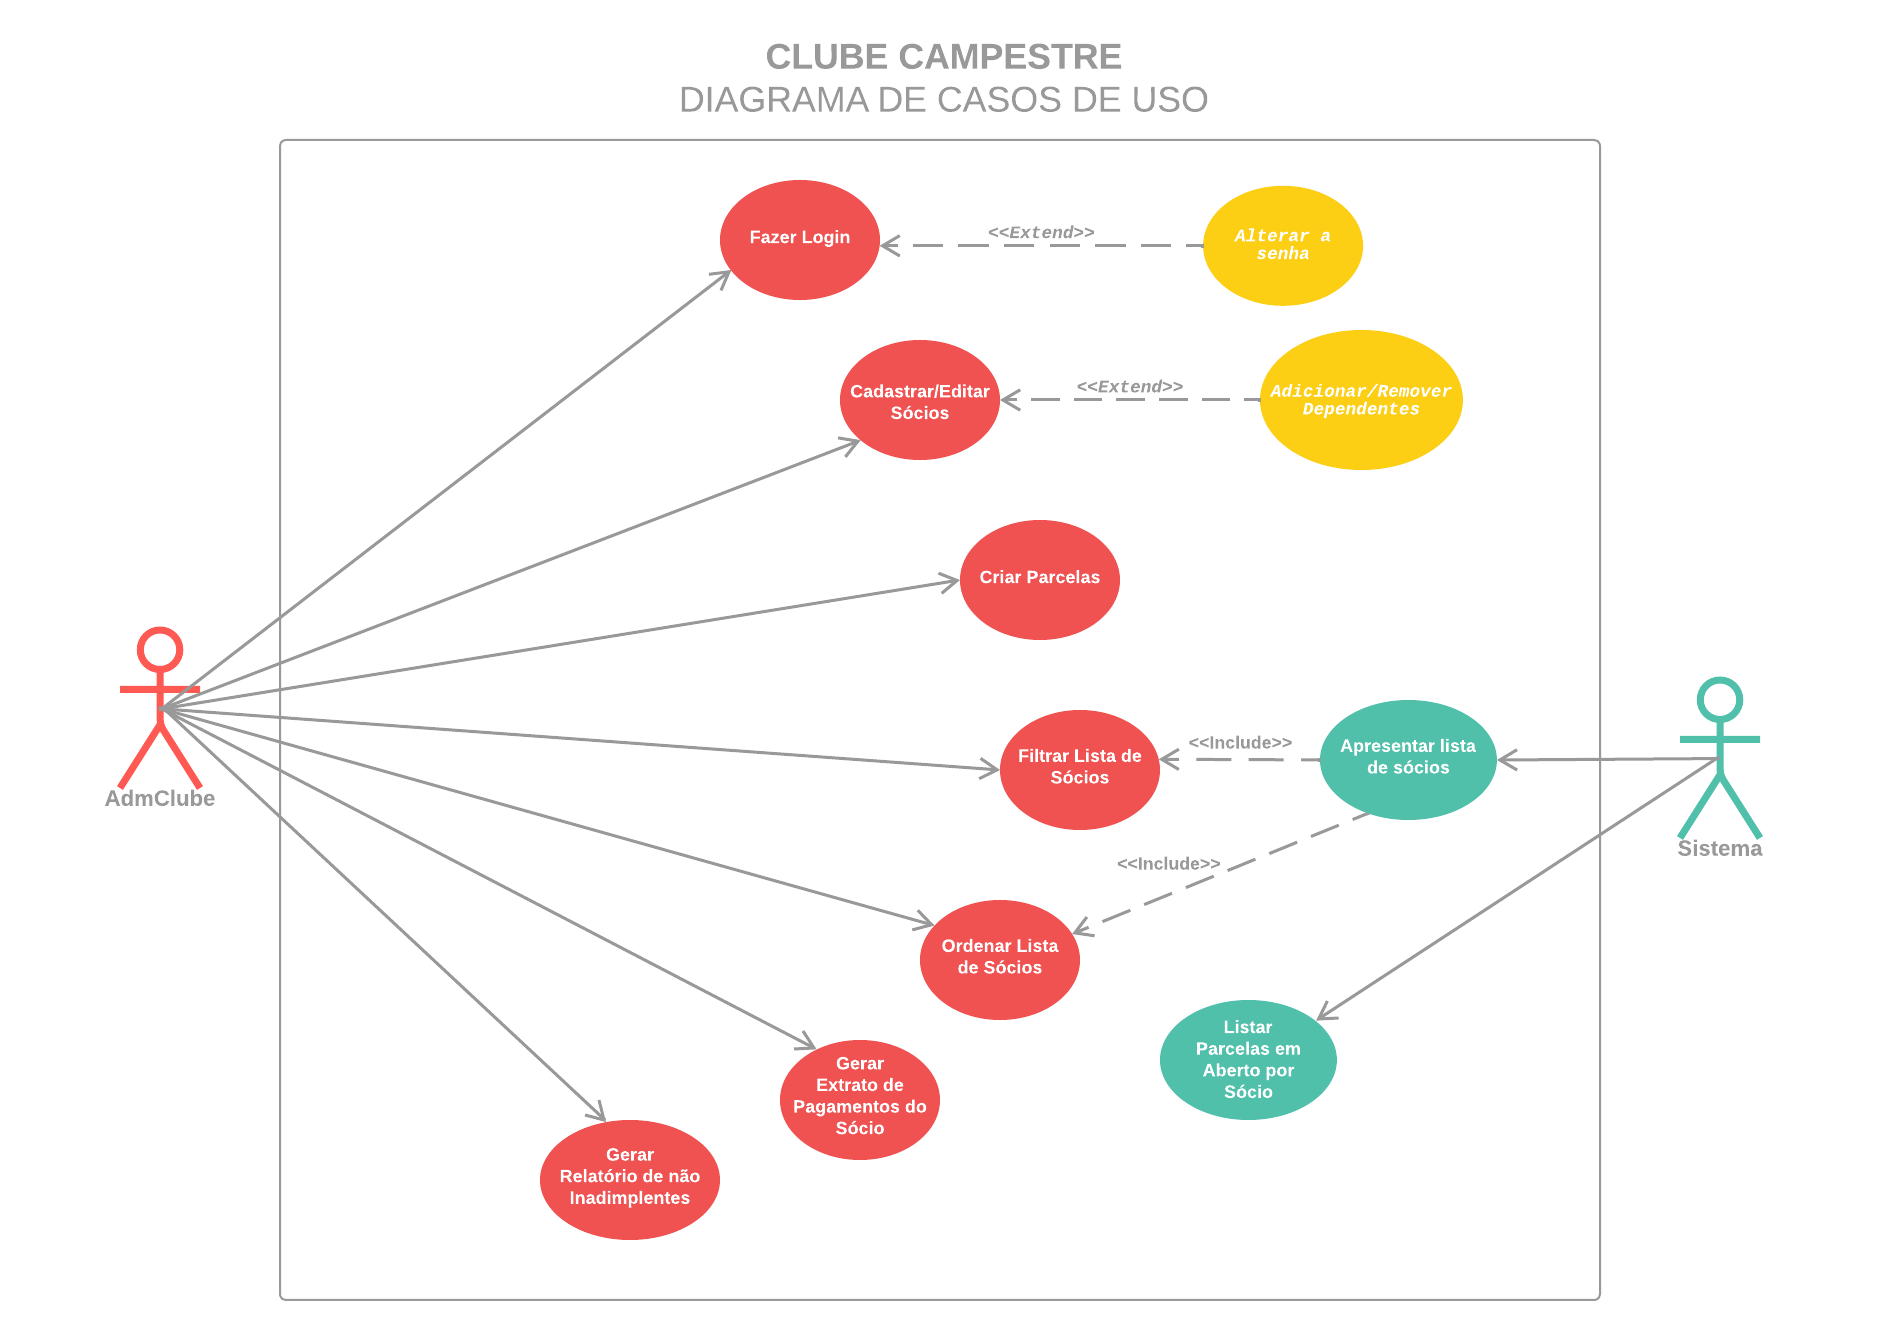 CLUBE CAMPESTRE
DIAGRAMA DE CASOS DE USO
Fazer Login
<<Extend>>
Alterar a
senha
Cadastrar/Editar
Sócios
<<Extend>>
Adicionar/Remover
Dependentes
Criar Parcelas
AdmClube
Filtrar Lista de
Sócios
<<Include>>
Apresentar lista
de sócios
Sistema
<<Include>>
Ordenar Lista
de Sócios
Listar
Parcelas em
Aberto por
Sócio
Gerar
Extrato de
Pagamentos do
Sócio
Gerar
Relatório de não
Inadimplentes